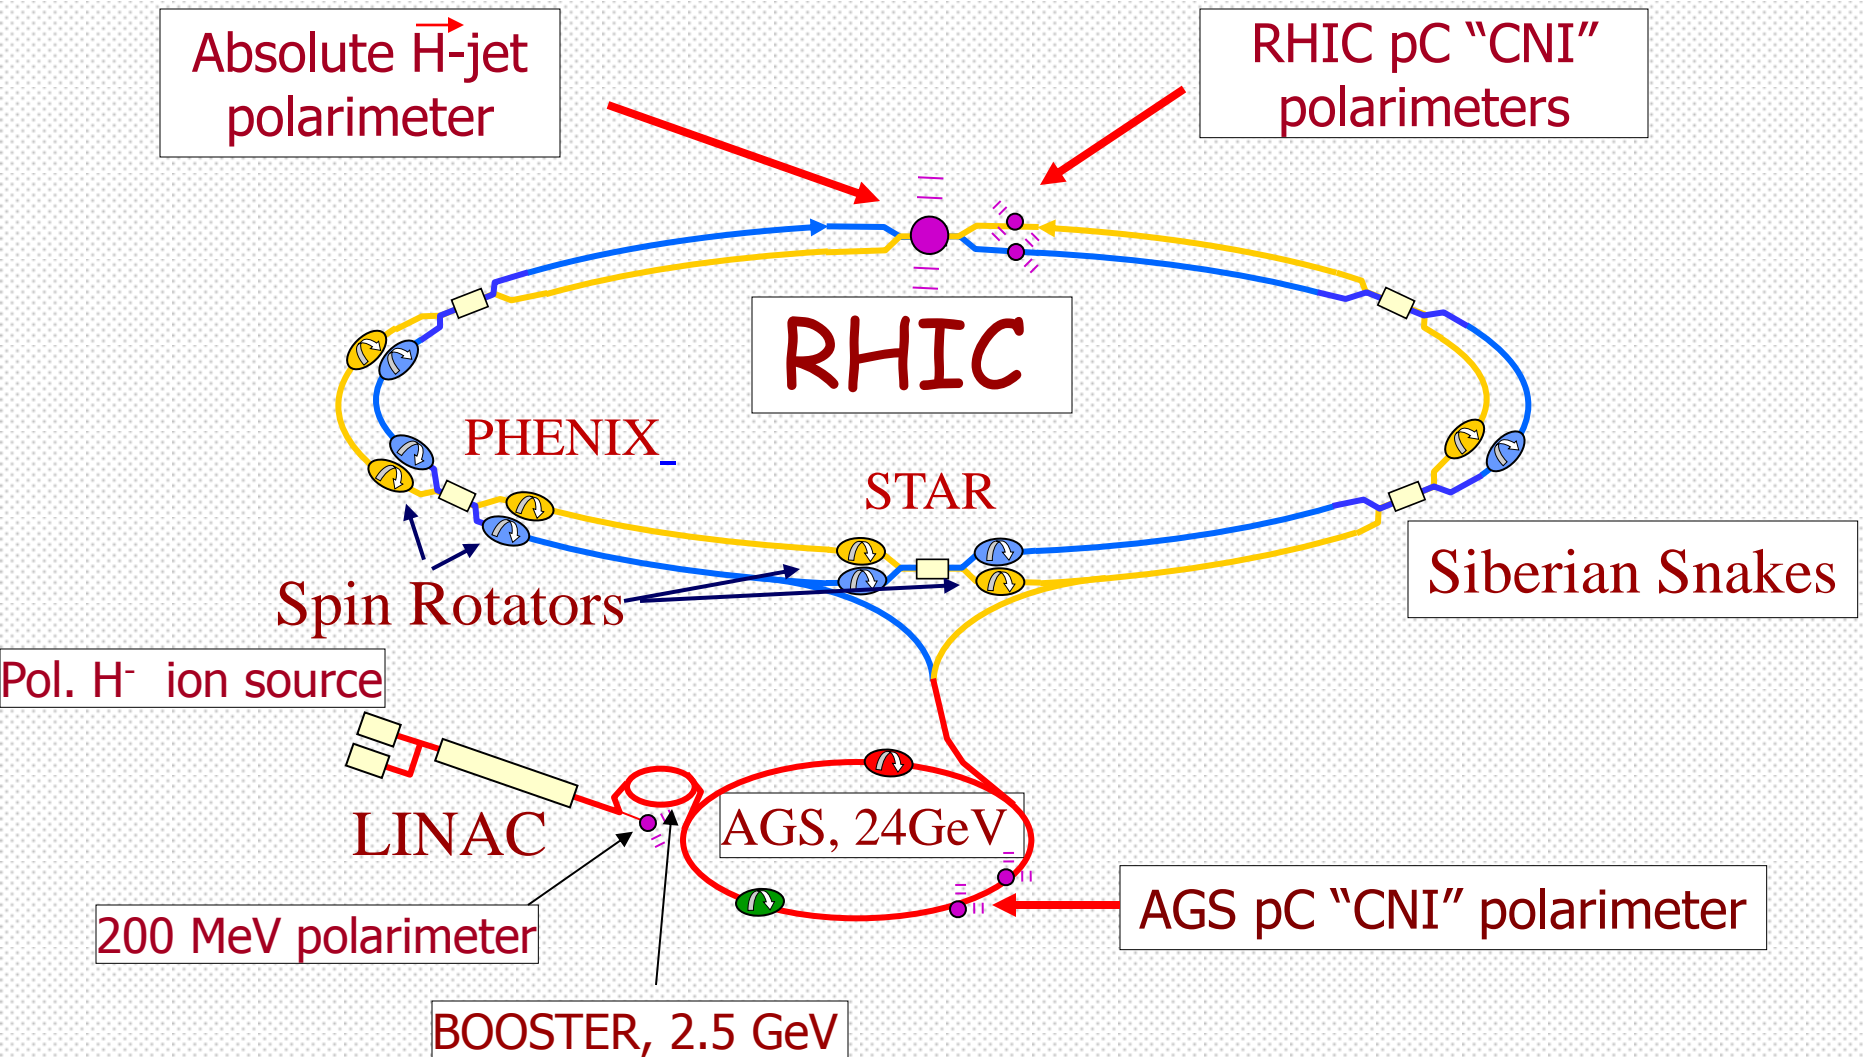 Absolute H-jet
polarimeter
RHIC pC “CNI”
polarimeters
RHIC
PHENIX
STAR
Siberian Snakes
Spin Rotators
Pol. H⁻ ion source
LINAC
AGS, 24GeV
AGS pC “CNI” polarimeter
200 MeV polarimeter
BOOSTER, 2.5 GeV